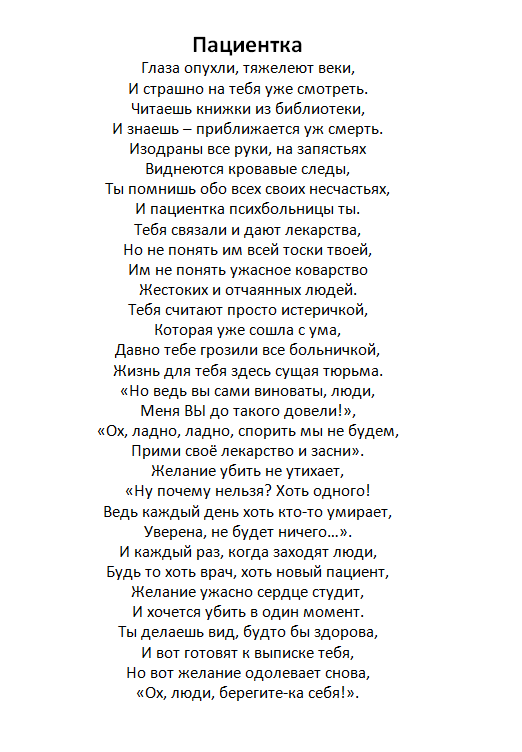 Пациентка
Глаза опухли, тяжелеют веки,
И страшно на тебя уже смотреть.
Читаешь книжки из библиотеки,
И знаешь – приближается уж смерть.
Изодраны все руки, на запястьях
Виднеются кровавые следы,
Ты помнишь обо всех своих несчастьях,
И пациентка психбольницы ты.
Тебя связали и дают лекарства,
Но не понять им всей тоски твоей,
Им не понять ужасное коварство
Жестоких и отчаянных людей.
Тебя считают просто истеричкой,
Которая уже сошла с ума,
Давно тебе грозили все больничкой,
Жизнь для тебя здесь сущая тюрьма.
«Но ведь вы сами виноваты, люди,
Меня ВЫ до такого довели!»,
«Ох, ладно, ладно, спорить мы не будем,
Прими своё лекарство и засни».
Желание убить не утихает,
«Ну почему нельзя? Хоть одного!
Ведь каждый день хоть кто-то умирает,
Уверена, не будет ничего…».
И каждый раз, когда заходят люди,
Будь то хоть врач, хоть новый пациент,
Желание ужасно сердце студит,
И хочется убить в один момент.
Ты делаешь вид, будто бы здорова,
И вот готовят к выписке тебя,
Но вот желание одолевает снова,
«Ох, люди, берегите-ка себя!».